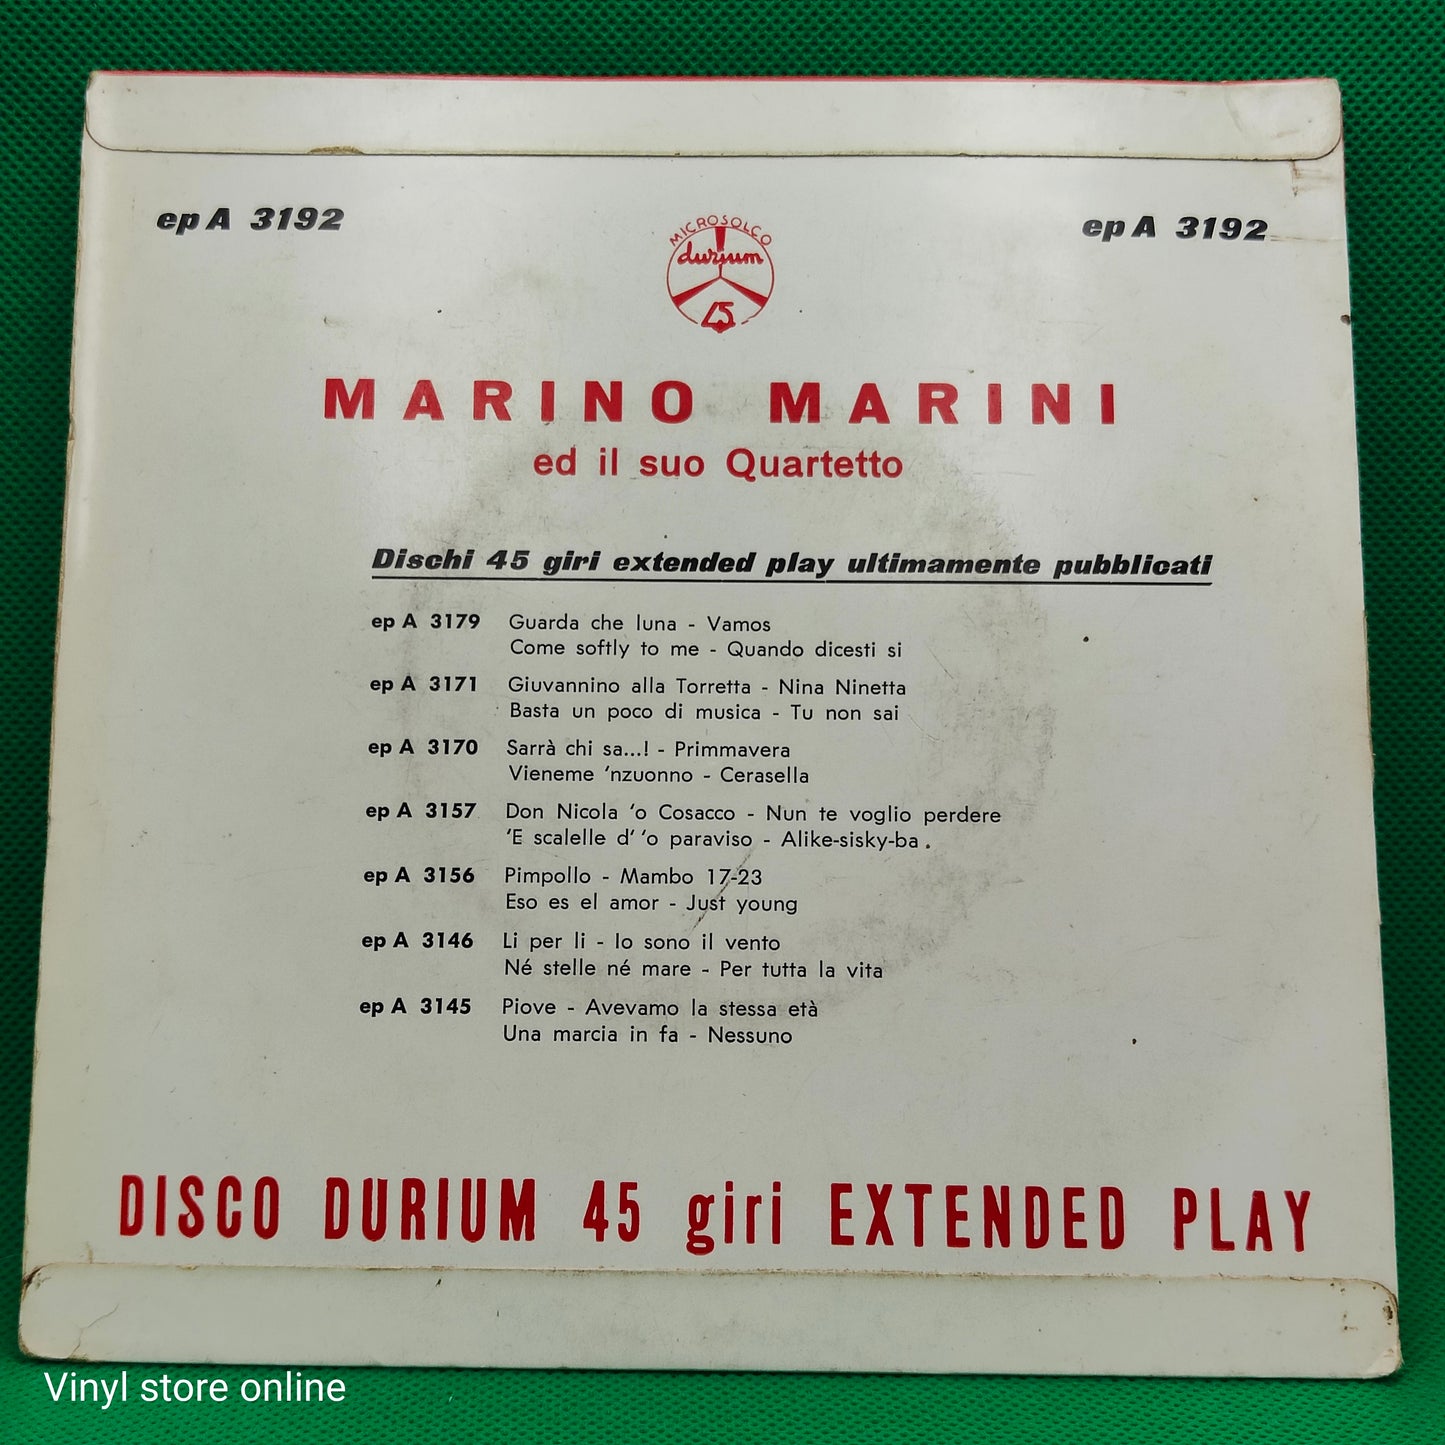 ep A 3192
MICROSOLCO
durium
45
ep A 3192
MARINO MARINI
ed il suo Quartetto
Dischi 45 giri extended play ultimamente pubblicati
ep A 3179 Guarda che luna - Vamos
Come softly to me - Quando dicesti si
ep A 3171 Giuvannino alla Torretta - Nina Ninetta
Basta un poco di musica - Tu non sai
ep A 3170 Sarrà chi sa...! - Primmavera
Vieneme 'nzuonno - Cerasella
ep A 3157 Don Nicola 'o Cosacco - Nun te voglio perdere
'E scalelle d' 'o paraviso - Alike-sisky-ba.
ep A 3156 Pimpollo - Mambo 17-23
Eso es el amor - Just young
ep A 3146 Li per li - Io sono il vento
Né stelle né mare - Per tutta la vita
ep A 3145 Piove - Avevamo la stessa età
Una marcia in fa - Nessuno
DISCO DURIUM 45 giri EXTENDED PLAY
Vinyl store online